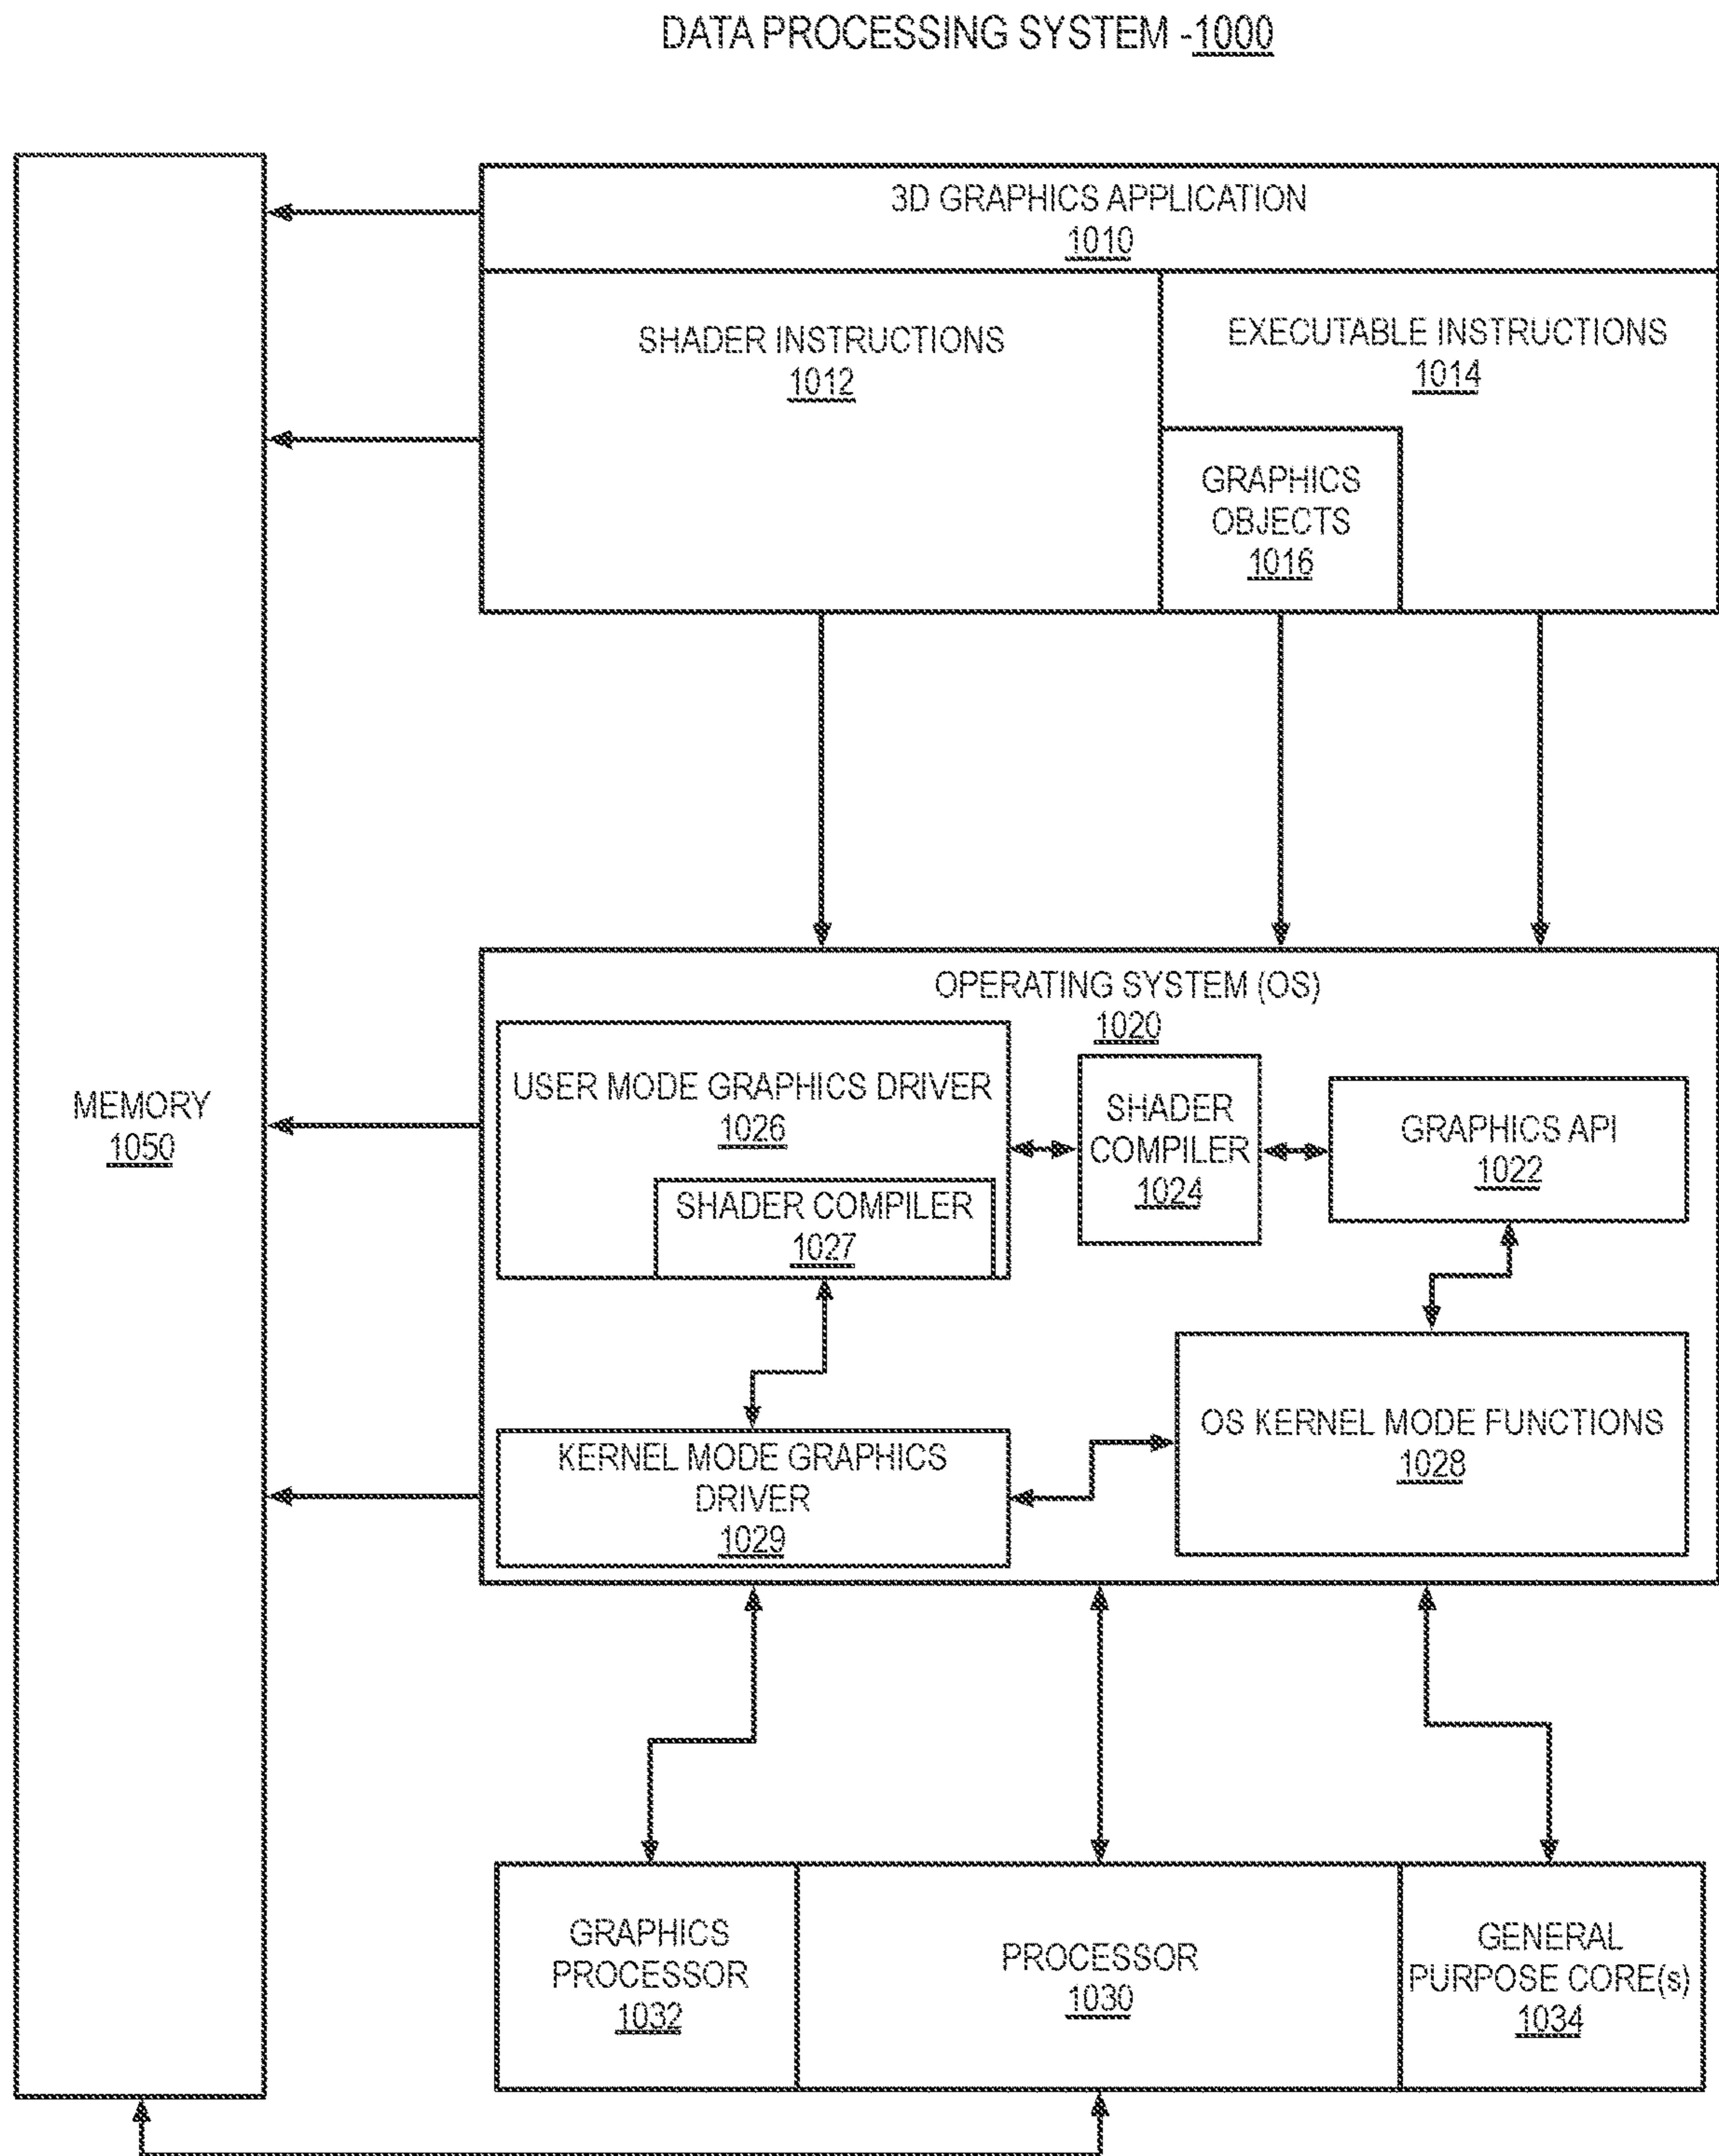 DATA PROCESSING SYSTEM -1000
3D GRAPHICS APPLICATION
1010
SHADER INSTRUCTIONS
1012
EXECUTABLE INSTRUCTIONS
1014
GRAPHICS
OBJECTS
1016
MEMORY
1050
OPERATING SYSTEM (OS)
1020
USER MODE GRAPHICS DRIVER
1026
SHADER COMPILER
1027
SHADER
COMPILER
1024
GRAPHICS API
1022
KERNEL MODE GRAPHICS
DRIVER
1029
OS KERNEL MODE FUNCTIONS
1028
GRAPHICS
PROCESSOR
1032
PROCESSOR
1030
GENERAL
PURPOSE CORE(s)
1034